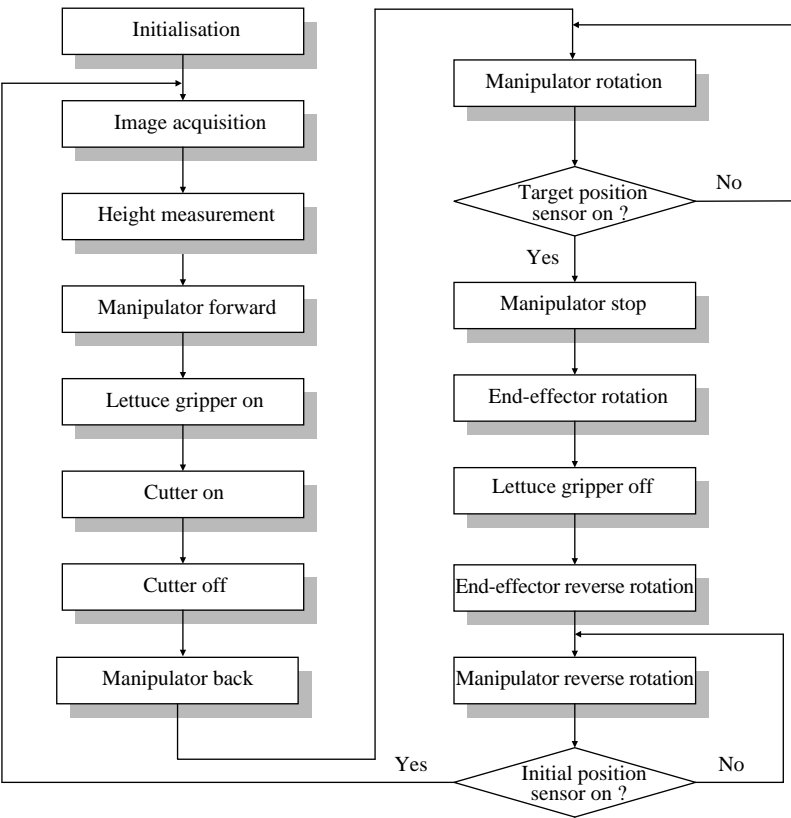 Initialisation
Image acquisition
Height measurement
Manipulator forward
Lettuce gripper on
Cutter on
Cutter off
Manipulator back
Manipulator rotation
Target position
sensor on ?
No
Yes
Manipulator stop
End-effector rotation
Lettuce gripper off
End-effector reverse rotation
Manipulator reverse rotation
Yes
Initial position
sensor on ?
No